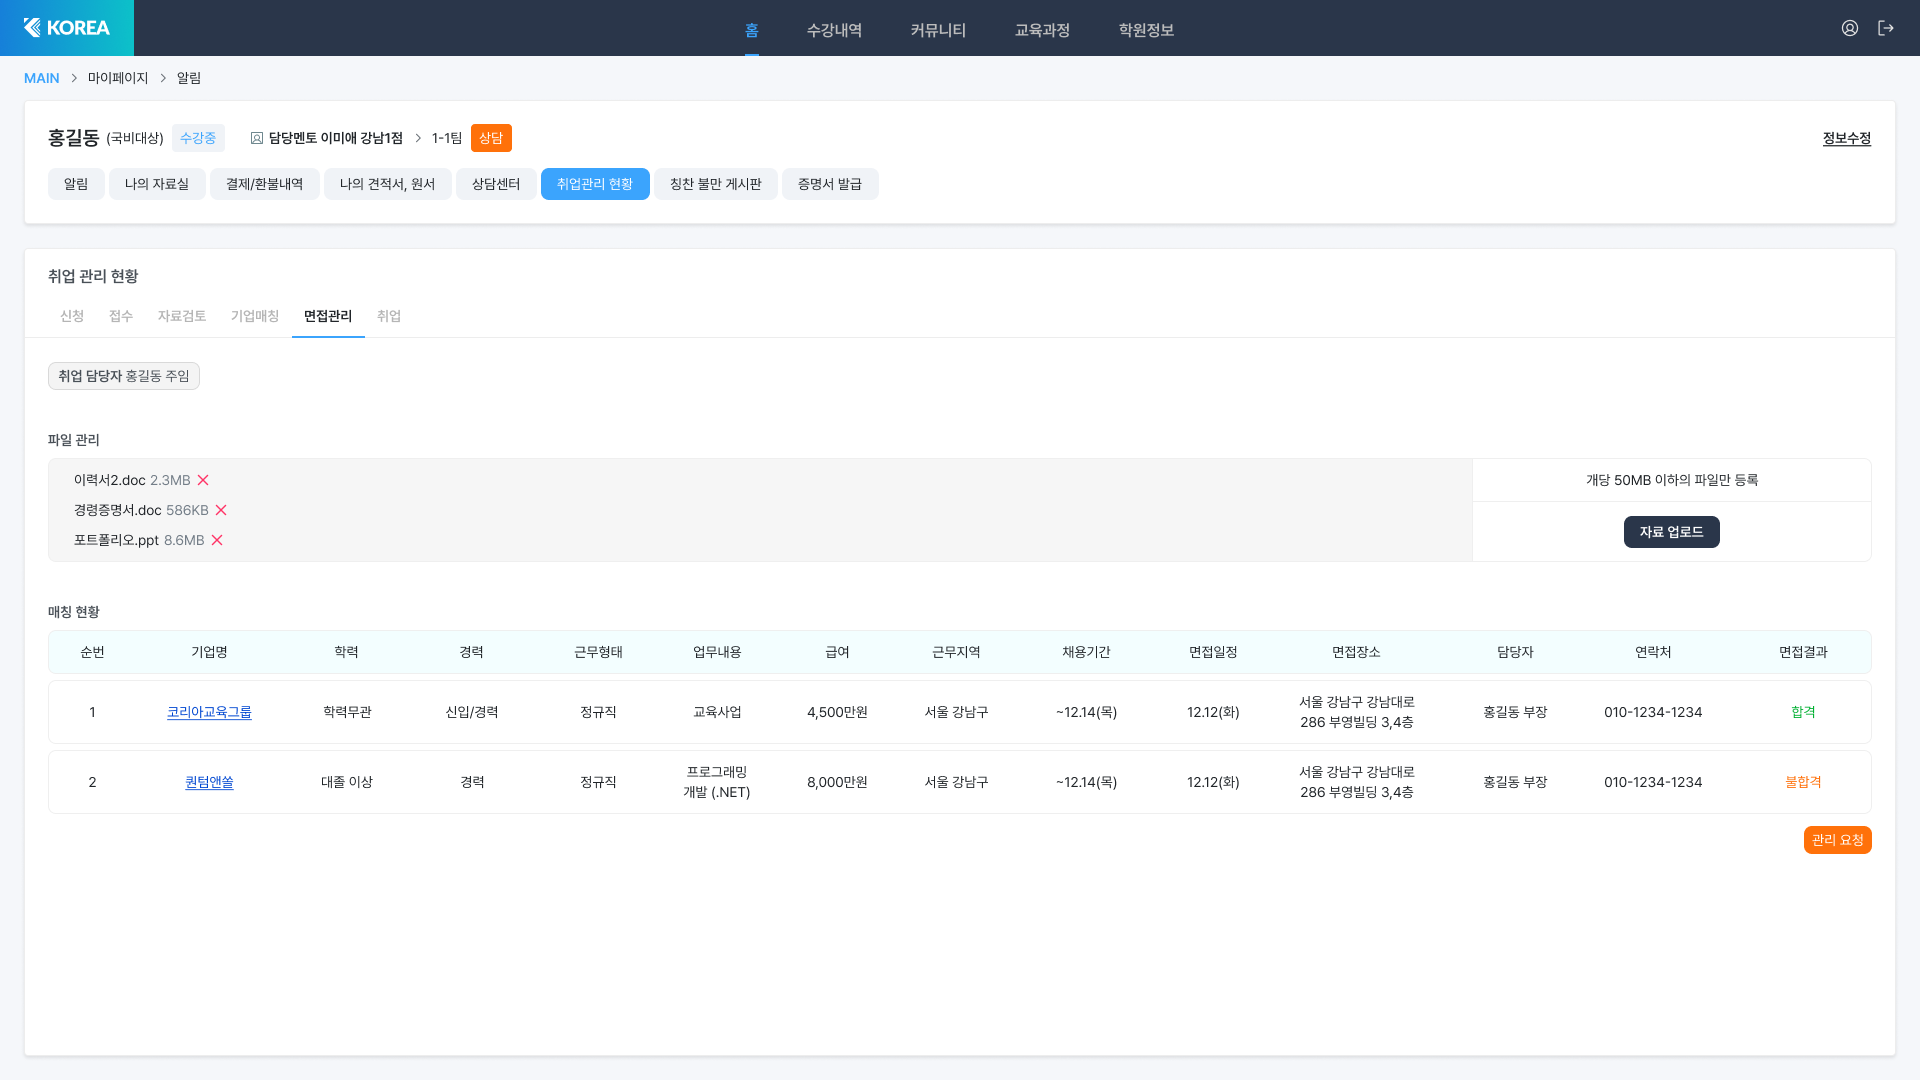 KOREA
홈 수강내역 커뮤니티 교육과정 학원정보
MAIN > 마이페이지 > 알림
홍길동 (국비대상) 수강중 담당멘토 이미애 강남1점 > 1-1팀 상담 정보수정
알림 나의 자료실 결제/환불내역 나의 견적서, 원서 상담센터 취업관리 현황 칭찬 불만 게시판 증명서 발급
취업 관리 현황
신청 접수 자료검토 기업매칭 면접관리 취업
취업 담당자 홍길동 주임
파일 관리
이력서2.doc 2.3MB
경령증명서.doc 586KB
포트폴리오.ppt 8.6MB
개당 50MB 이하의 파일만 등록
자료 업로드
매칭 현황
순번 기업명 학력 경력 근무형태 업무내용 급여 근무지역 채용기간 면접일정 면접장소 담당자 연락처 면접결과
1 코리아교육그룹 학력무관 신입/경력 정규직 교육사업 4,500만원 서울 강남구 ~12.14(목) 12.12(화) 서울 강남구 강남대로
286 부영빌딩 3,4층 홍길동 부장 010-1234-1234 합격
2 퀀텀앤쏠 대졸 이상 경력 정규직 프로그래밍
개발 (.NET) 8,000만원 서울 강남구 ~12.14(목) 12.12(화) 서울 강남구 강남대로
286 부영빌딩 3,4층 홍길동 부장 010-1234-1234 불합격
관리 요청